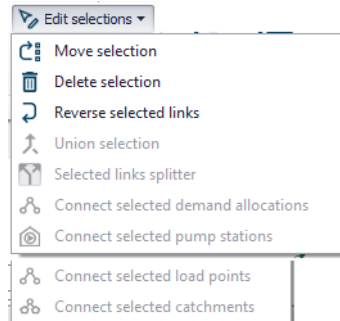 Edit selections
Move selection
Delete selection
Reverse selected links
Union selection
Selected links splitter
Connect selected demand allocations
Connect selected pump stations
Connect selected load points
Connect selected catchments